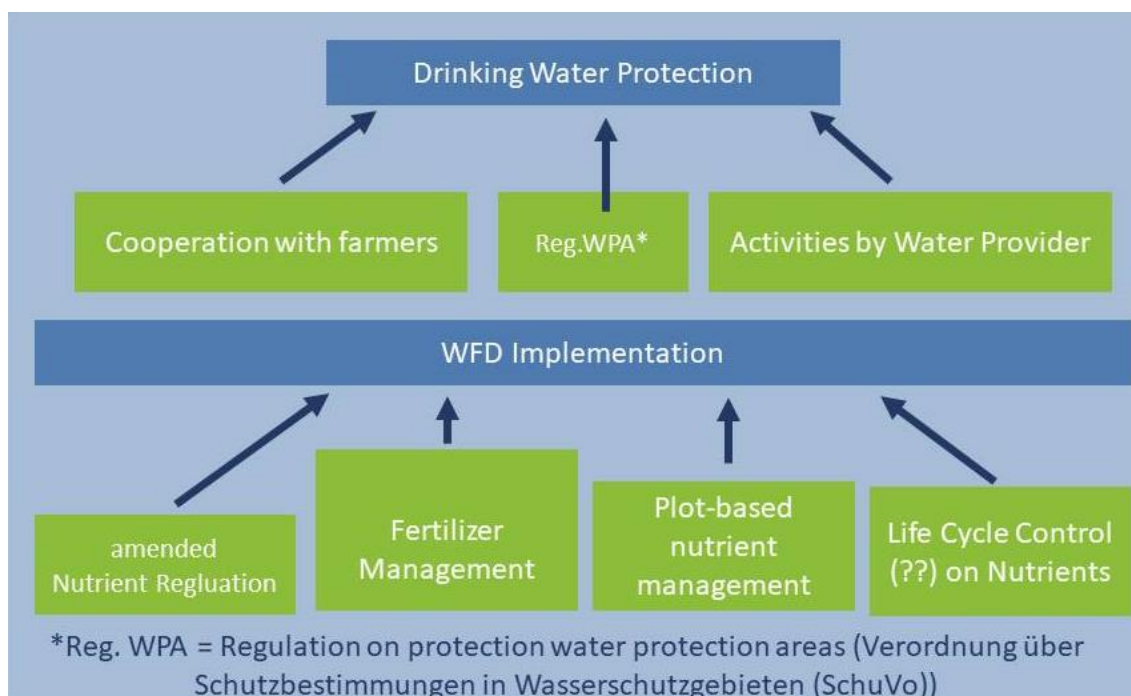 Drinking Water Protection
Cooperation with farmers
Reg.WPA*
Activities by Water Provider
WFD Implementation
amended
Nutrient Regluation
Fertilizer
Management
Plot-based
nutrient
management
Life Cycle Control
(??) on Nutrients
*Reg. WPA = Regulation on protection water protection areas (Verordnung über
Schutzbestimmungen in Wasserschutzgebieten (SchuVo))